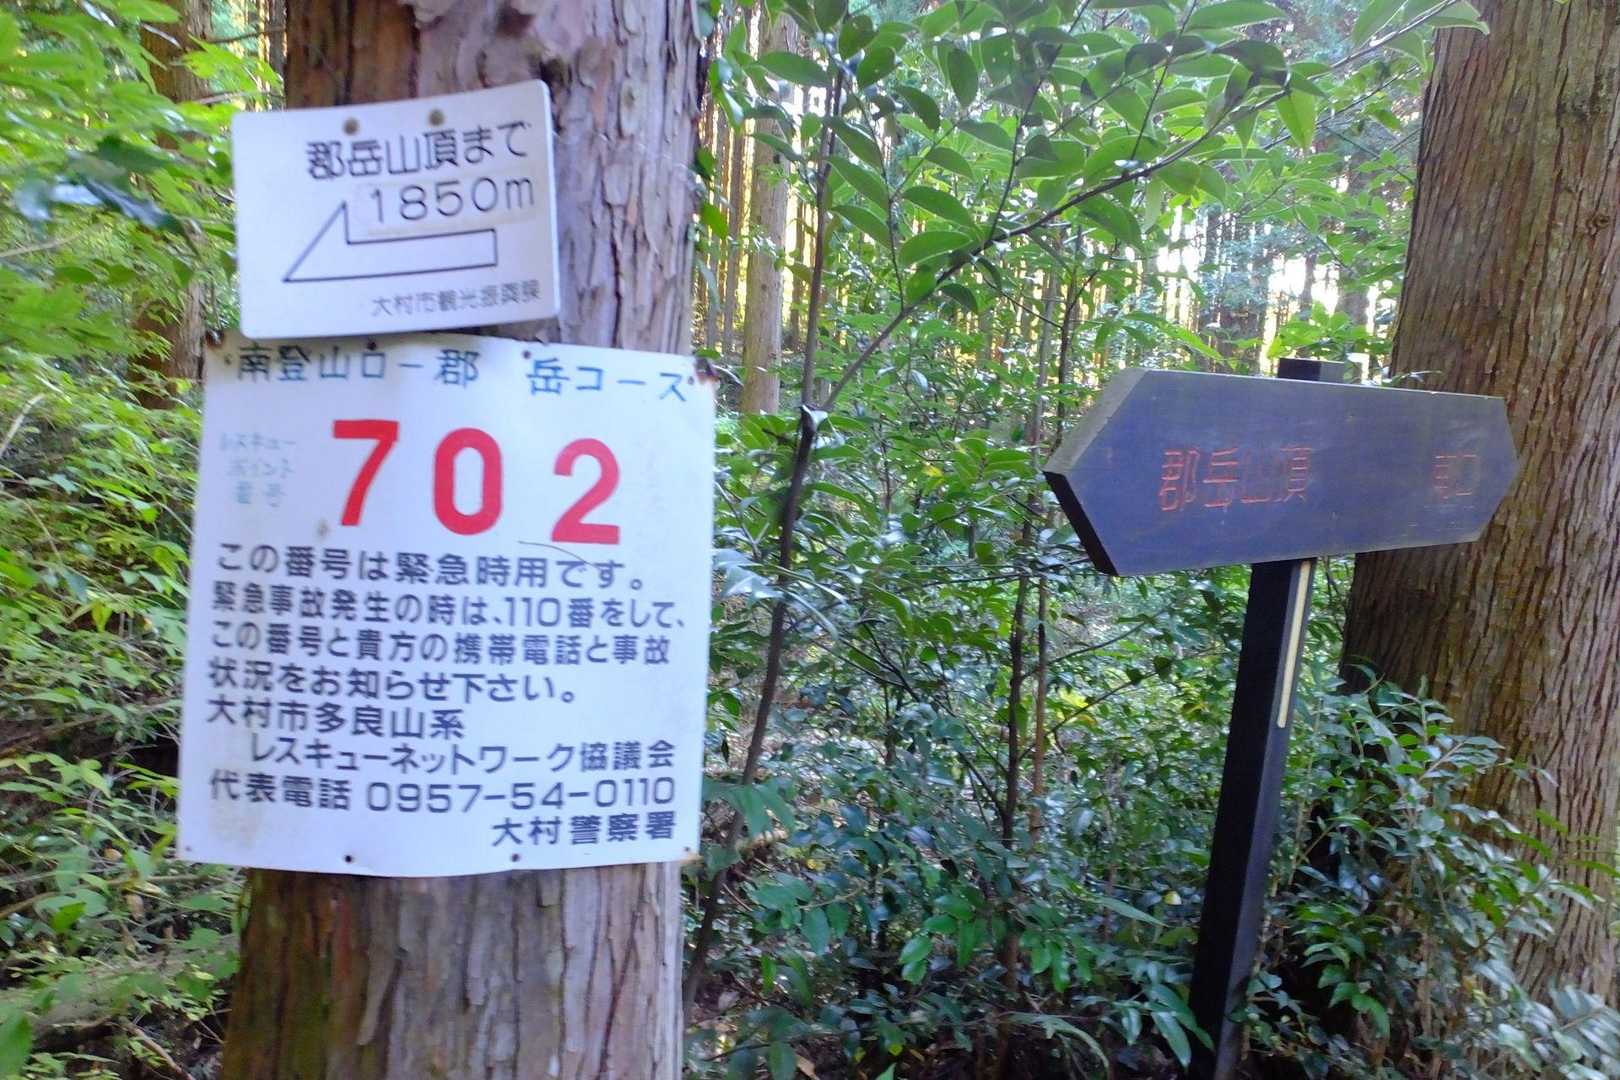 郡岳山頂まで
1850m
大村市観光振興課
南登山口－郡 岳コース
レスキュー
ポイント
番号
702
この番号は緊急時用です。
緊急事故発生の時は、110番をして、
この番号と貴方の携帯電話と事故
状況をお知らせ下さい。
大村市多良山系
レスキューネットワーク協議会
代表電話 0957-54-0110
大村警察署
郡岳山頂